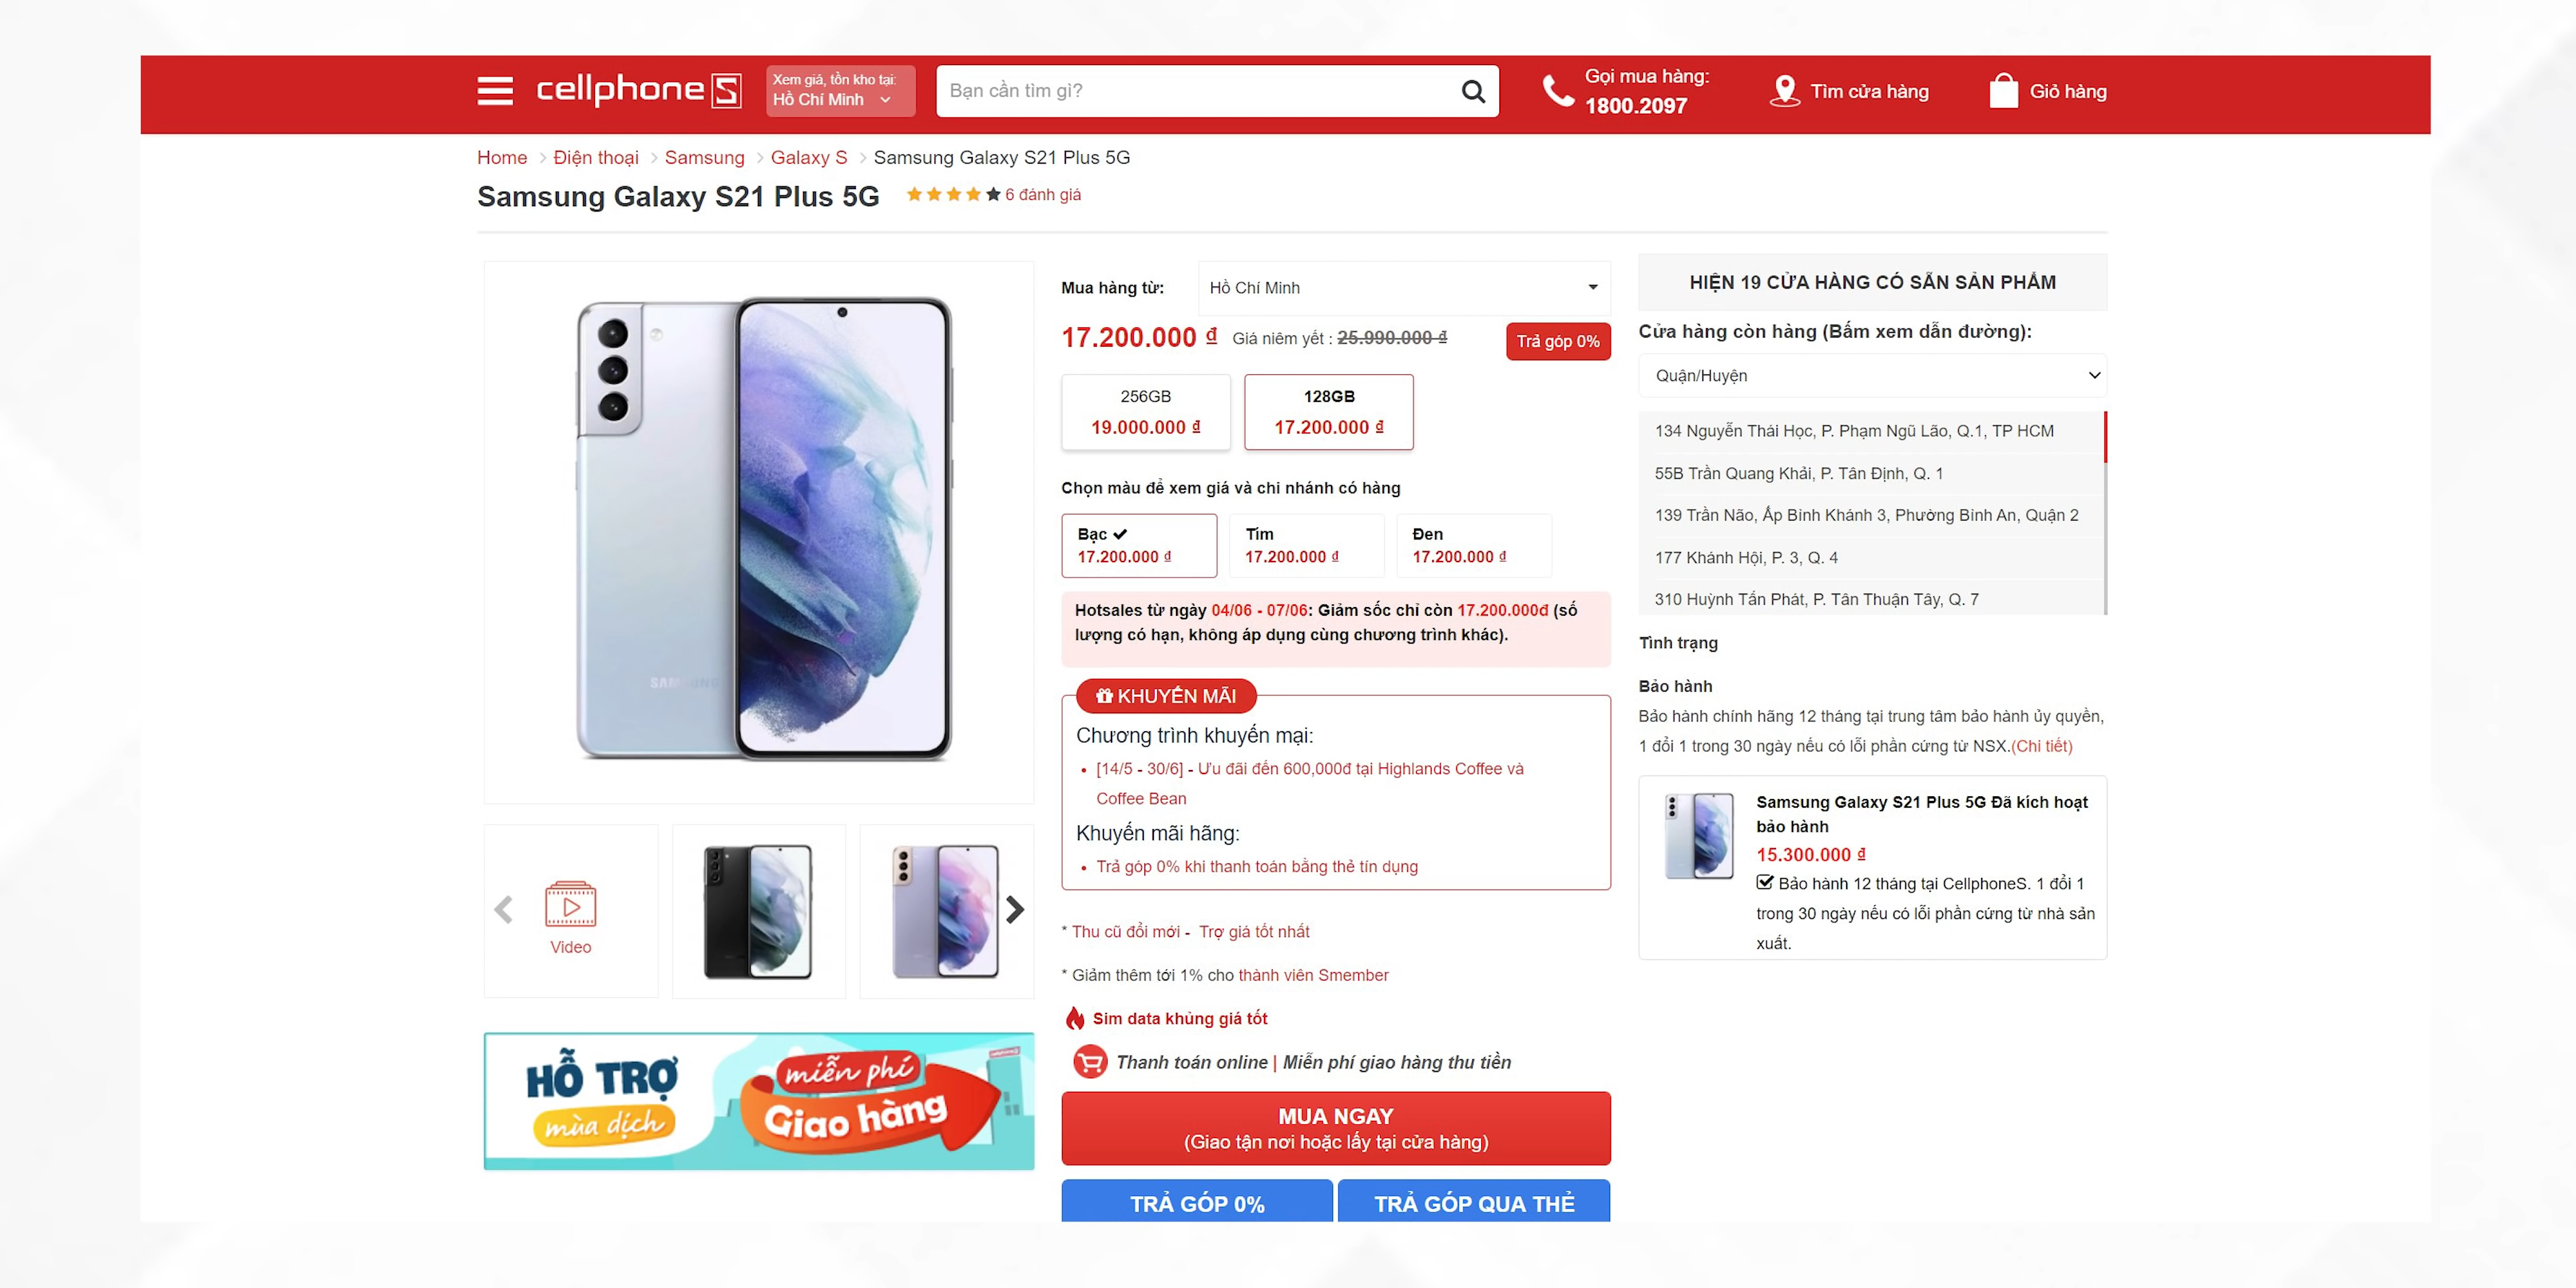 cellphoneS
Xem giá, tồn kho tại:
Hồ Chí Minh
Bạn cần tìm gì?
Gọi mua hàng:
1800.2097
Tìm cửa hàng
Giỏ hàng
Home > Điện thoại > Samsung > Galaxy S > Samsung Galaxy S21 Plus 5G
Samsung Galaxy S21 Plus 5G
6 đánh giá
Mua hàng từ:
Hồ Chí Minh
17.200.000 ₫ Giá niêm yết : 25.990.000 ₫
Trả góp 0%
256GB
19.000.000 ₫
128GB
17.200.000 ₫
Chọn màu để xem giá và chi nhánh có hàng
Bạc
17.200.000 ₫
Tím
17.200.000 ₫
Đen
17.200.000 ₫
Hotsales từ ngày 04/06 - 07/06: Giảm sốc chỉ còn 17.200.000đ (số
lượng có hạn, không áp dụng cùng chương trình khác).
KHUYẾN MÃI
Chương trình khuyến mại:
• [14/5 - 30/6] - Ưu đãi đến 600,000đ tại Highlands Coffee và
Coffee Bean
Khuyến mãi hãng:
• Trả góp 0% khi thanh toán bằng thẻ tín dụng
* Thu cũ đổi mới - Trợ giá tốt nhất
* Giảm thêm tới 1% cho thành viên Smember
Sim data khủng giá tốt
Thanh toán online | Miễn phí giao hàng thu tiền
MUA NGAY
(Giao tận nơi hoặc lấy tại cửa hàng)
TRẢ GÓP 0%
TRẢ GÓP QUA THẺ
HIỆN 19 CỬA HÀNG CÓ SẴN SẢN PHẨM
Cửa hàng còn hàng (Bấm xem dẫn đường):
Quận/Huyện
134 Nguyễn Thái Học, P. Phạm Ngũ Lão, Q.1, TP HCM
55B Trần Quang Khải, P. Tân Định, Q. 1
139 Trần Não, Ấp Bình Khánh 3, Phường Bình An, Quận 2
177 Khánh Hội, P. 3, Q. 4
310 Huỳnh Tấn Phát, P. Tân Thuận Tây, Q. 7
Tình trạng
Bảo hành
Bảo hành chính hãng 12 tháng tại trung tâm bảo hành ủy quyền,
1 đổi 1 trong 30 ngày nếu có lỗi phần cứng từ NSX.(Chi tiết)
Samsung Galaxy S21 Plus 5G Đã kích hoạt
bảo hành
15.300.000 ₫
Bảo hành 12 tháng tại CellphoneS. 1 đổi 1
trong 30 ngày nếu có lỗi phần cứng từ nhà sản
xuất.
SAMSUNG
Video
HỖ TRỢ
mùa dịch
miễn phí
Giao hàng